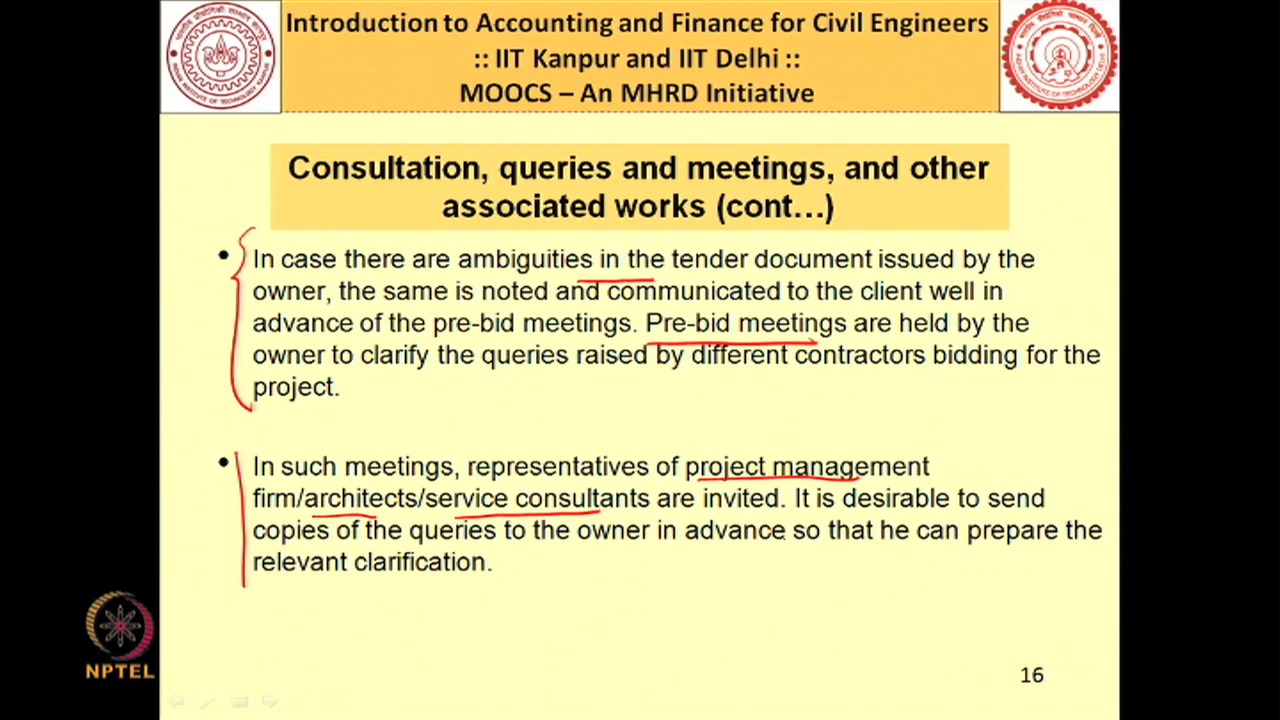 Introduction to Accounting and Finance for Civil Engineers
:: IIT Kanpur and IIT Delhi ::
MOOCS – An MHRD Initiative
Consultation, queries and meetings, and other
associated works (cont…)
• In case there are ambiguities in the tender document issued by the
owner, the same is noted and communicated to the client well in
advance of the pre-bid meetings. Pre-bid meetings are held by the
owner to clarify the queries raised by different contractors bidding for the
project.
• In such meetings, representatives of project management
firm/architects/service consultants are invited. It is desirable to send
copies of the queries to the owner in advance so that he can prepare the
relevant clarification.
NPTEL
16